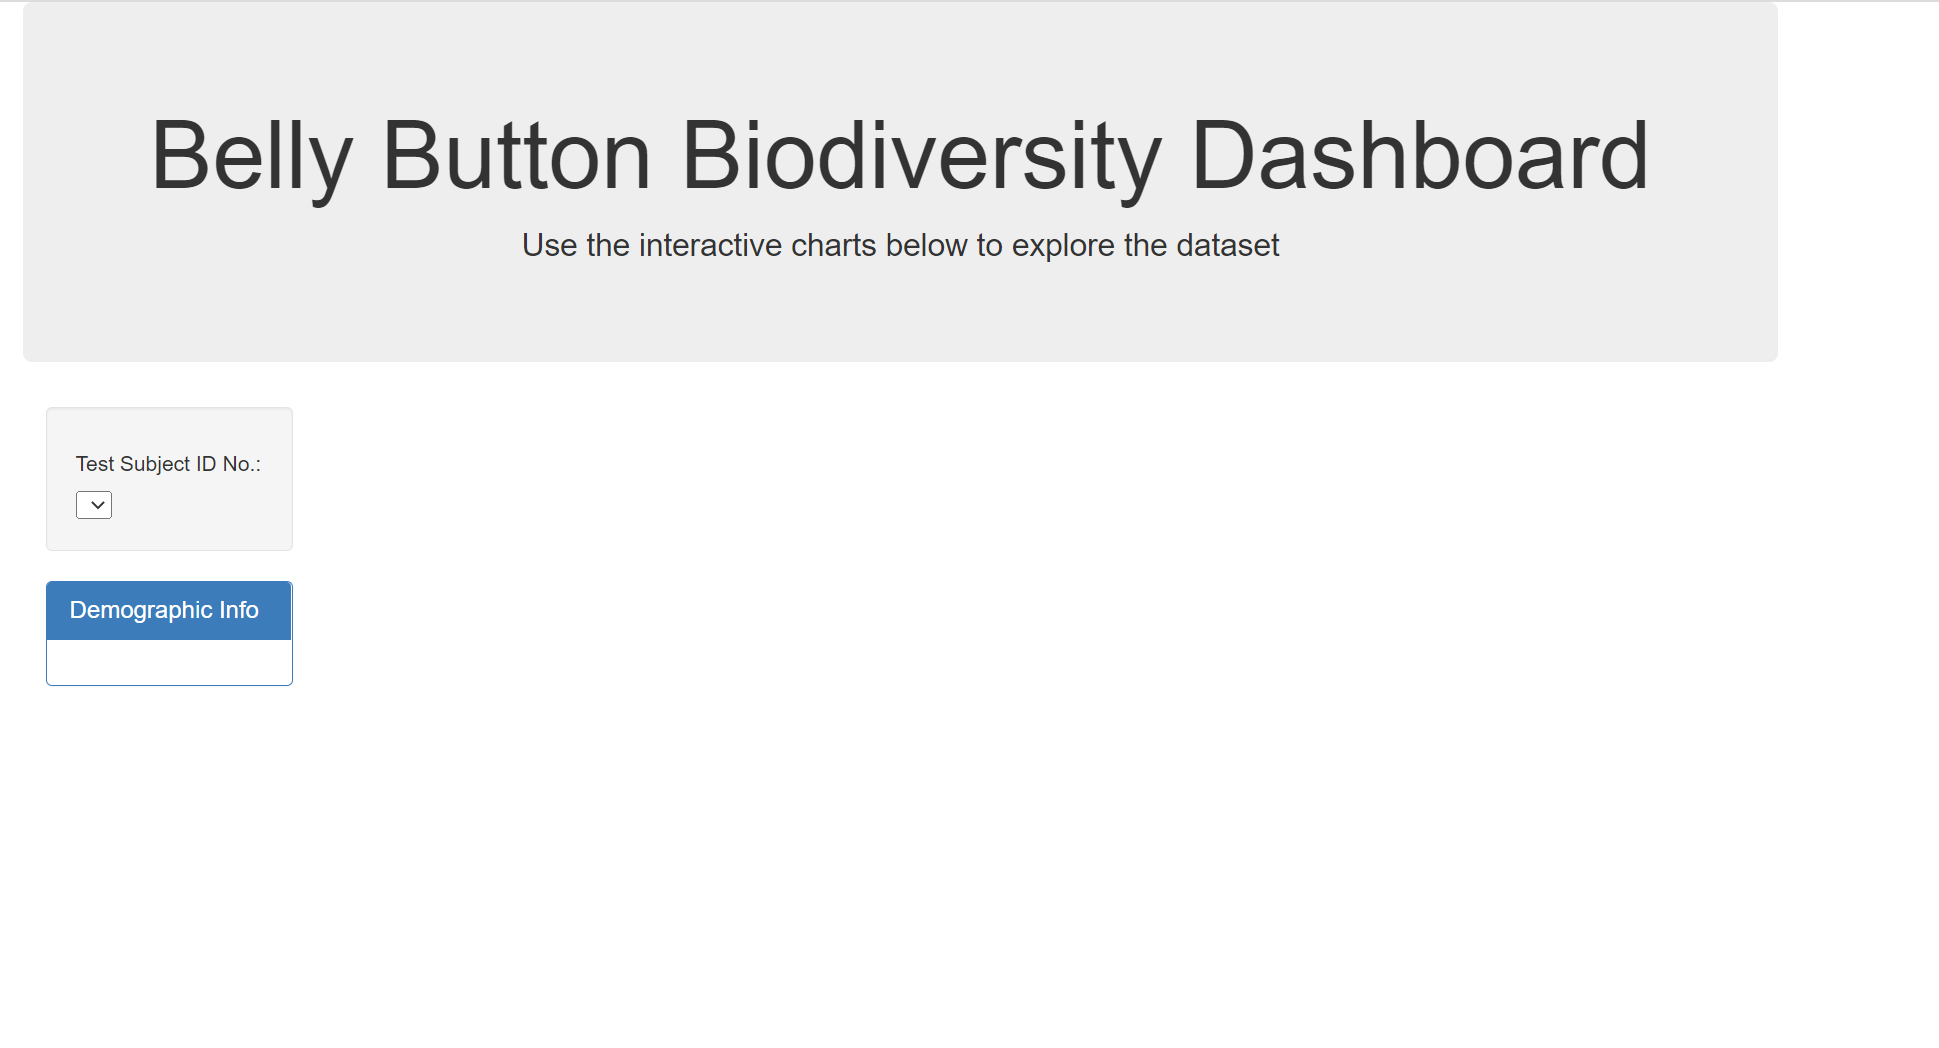 Belly Button Biodiversity Dashboard
Use the interactive charts below to explore the dataset
Test Subject ID No.:
Demographic Info